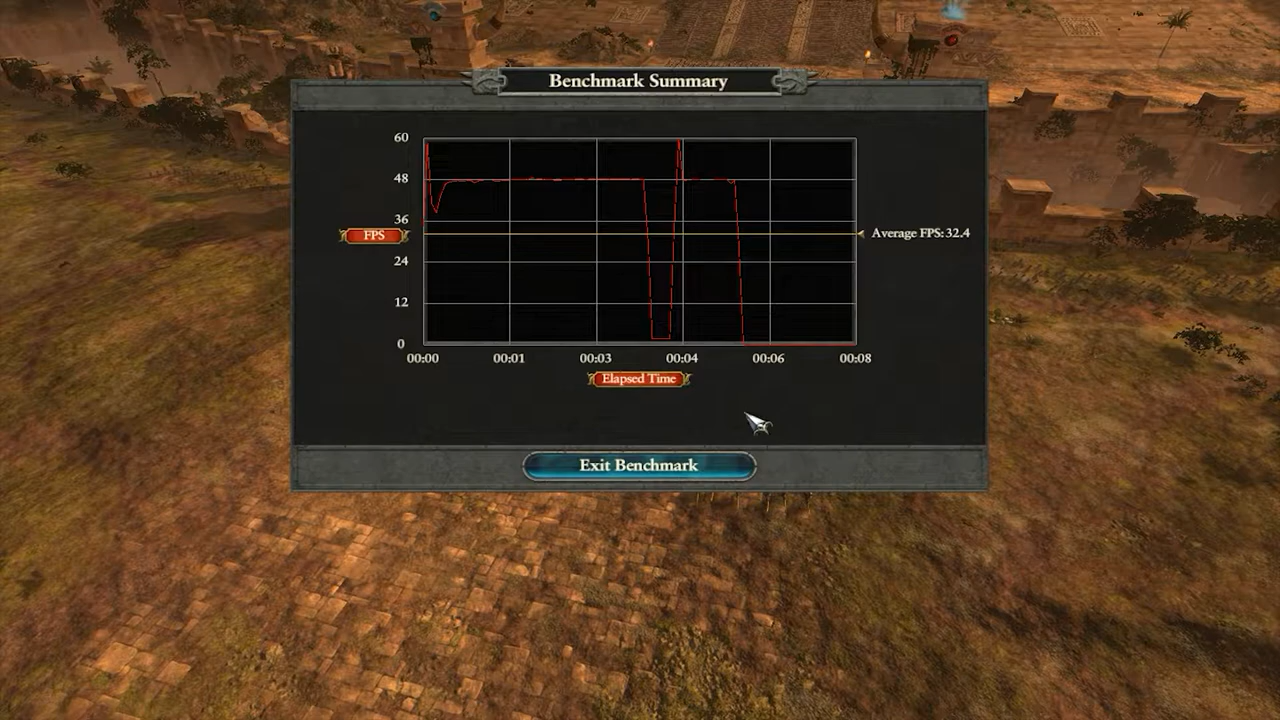 Benchmark Summary
60
48
36
FPS
Average FPS: 32.4
24
12
0
00:00 00:01 00:03 00:04 00:06 00:08
Elapsed Time
Exit Benchmark